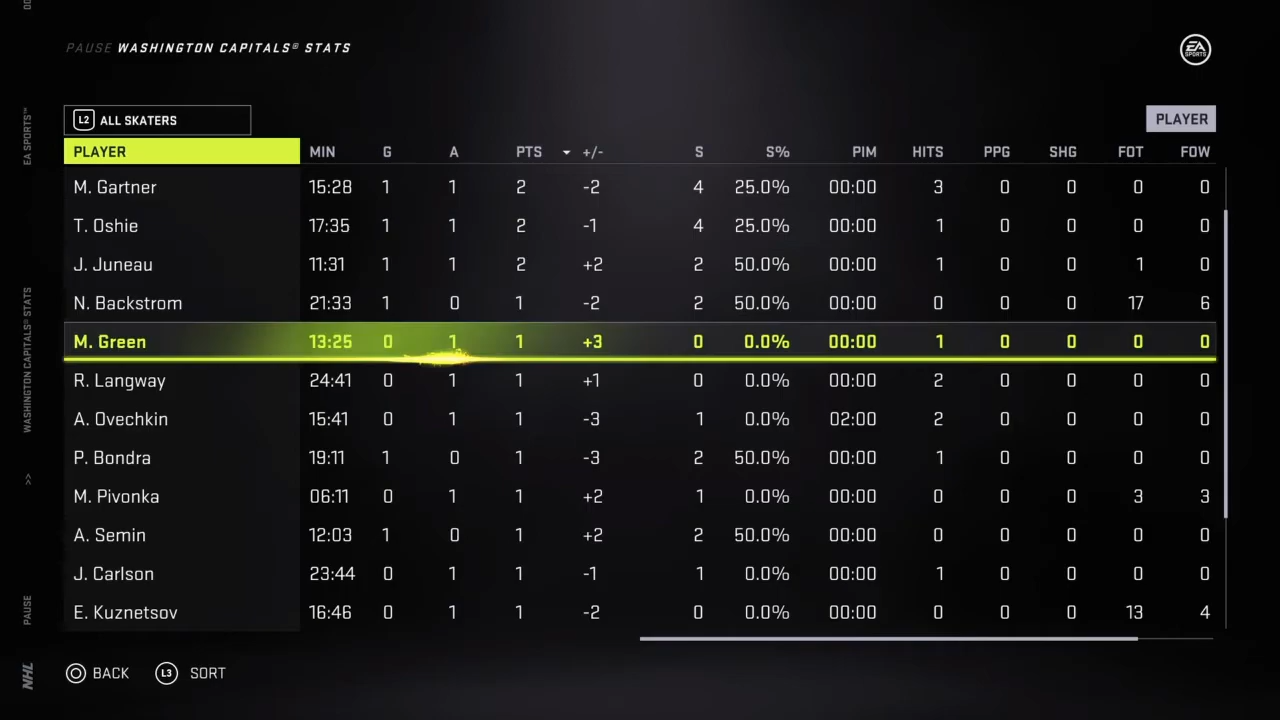 PAUSE WASHINGTON CAPITALS® STATS
EA SPORTS
L2 ALL SKATERS
PLAYER
PLAYER MIN G A PTS +/- S S% PIM HITS PPG SHG FOT FOW
M. Gartner 15:28 1 1 2 -2 4 25.0% 00:00 3 0 0 0 0
T. Oshie 17:35 1 1 2 -1 4 25.0% 00:00 1 0 0 0 0
J. Juneau 11:31 1 1 2 +2 2 50.0% 00:00 1 0 0 1 0
N. Backstrom 21:33 1 0 1 -2 2 50.0% 00:00 0 0 0 17 6
M. Green 13:25 0 1 1 +3 0 0.0% 00:00 1 0 0 0 0
R. Langway 24:41 0 1 1 +1 0 0.0% 00:00 2 0 0 0 0
A. Ovechkin 15:41 0 1 1 -3 1 0.0% 02:00 2 0 0 0 0
P. Bondra 19:11 1 0 1 -3 2 50.0% 00:00 1 0 0 0 0
M. Pivonka 06:11 0 1 1 +2 1 0.0% 00:00 0 0 0 3 3
A. Semin 12:03 1 0 1 +2 2 50.0% 00:00 0 0 0 0 0
J. Carlson 23:44 0 1 1 -1 1 0.0% 00:00 1 0 0 0 0
E. Kuznetsov 16:46 0 1 1 -2 0 0.0% 00:00 0 0 0 13 4
BACK L3 SORT
NHL PAUSE >> WASHINGTON CAPITALS® STATS EA SPORTS™